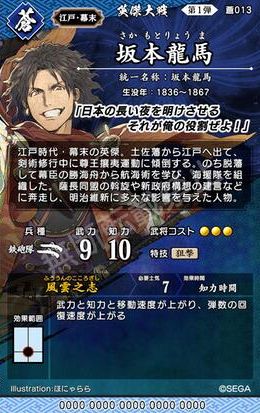 蒼
江戸・幕末
英傑大戦
第1弾
蒼013
さかもとりょうま
坂本龍馬
統一名称：坂本龍馬
生没年：1836～1867
「日本の長い夜を明けさせる
それが俺の役割ぜよ！」
江戸時代・幕末の英傑。土佐藩から江戸へ出て、
剣術修行中に尊王攘夷運動に傾倒する。のち脱藩
して幕臣の勝海舟から航海術を学び、海援隊を組
織した。薩長同盟の斡旋や新政府構想の建言など
に奔走し、明治維新に多大な影響を与えた人物。
兵種 武力 知力 武将コスト
鉄砲隊 9 10 特技 狙撃
ふううんのこころざし 必要士気 効果時間
風雲之志 7 知力時間
効果範囲
武力と知力と移動速度が上がり、弾数の回
復速度が上がる
Illustration:ほにゃらら
©SEGA
0000-0000-0000-0000-0000